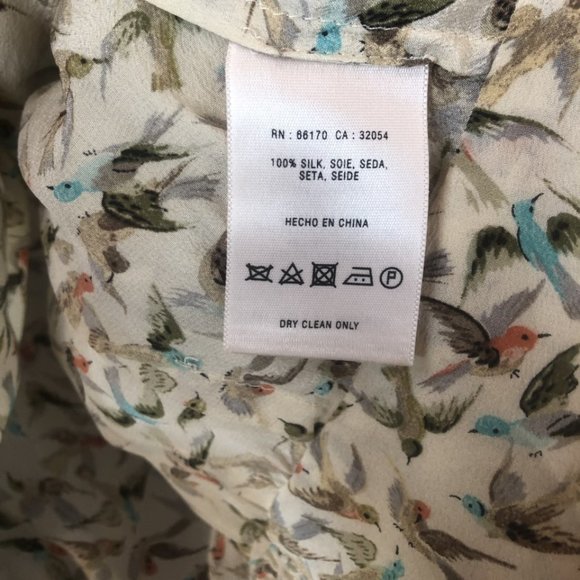 RN : 66170 CA : 32054
100% SILK, SOIE, SEDA,
SETA, SEIDE
HECHO EN CHINA
P
DRY CLEAN ONLY